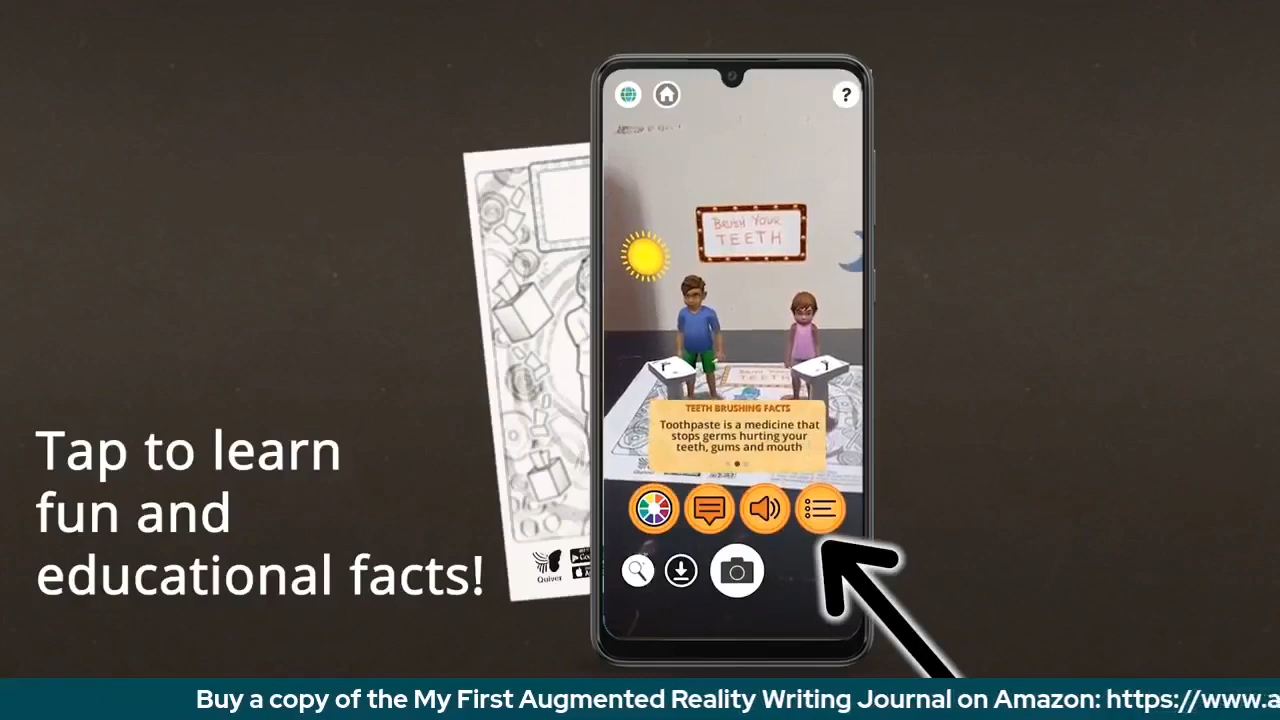 ?
BRUSH YOUR
TEETH
TEETH BRUSHING FACTS
Toothpaste is a medicine that
stops germs hurting your
teeth, gums and mouth
Tap to learn
fun and
educational facts!
Quiver
Buy a copy of the My First Augmented Reality Writing Journal on Amazon: https://www.a